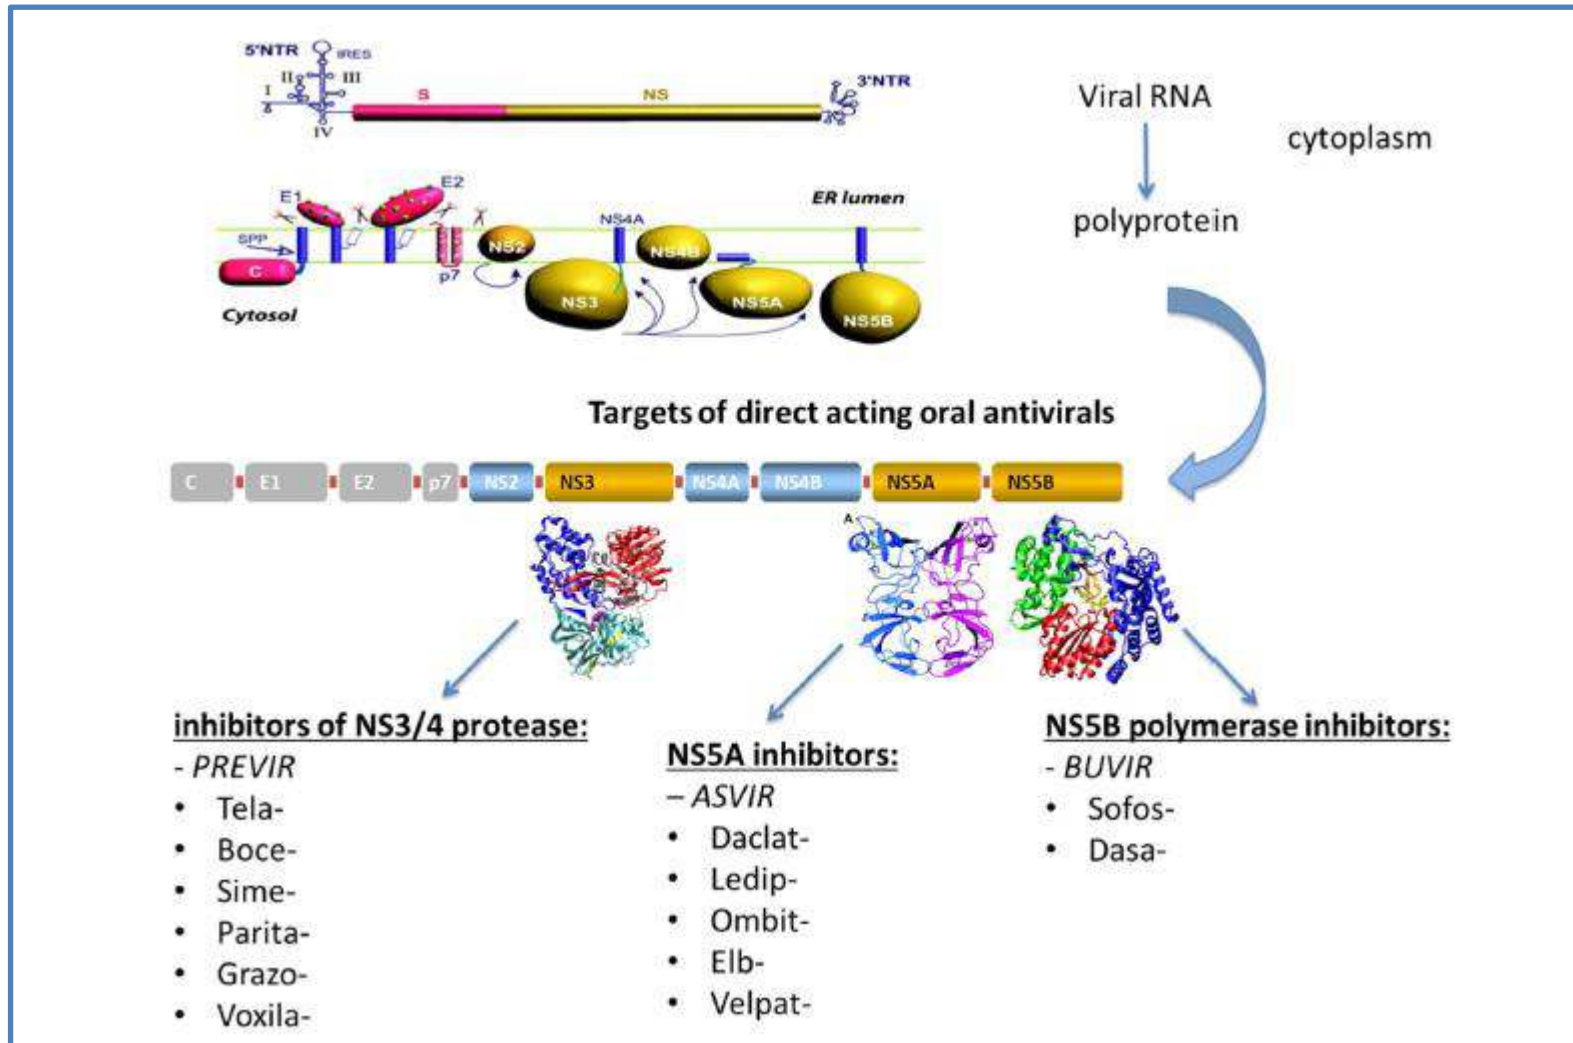 5'NTR
IRES
II
III
I
IV
S
NS
3'NTR
Viral RNA
cytoplasm
polyprotein
E1
E2
ER lumen
SPP
NS4A
C
p7
NS2
NS3
NS4B
NS5A
NS5B
Cytosol
Targets of direct acting oral antivirals
C E1 E2 p7 NS2 NS3 NS4A NS4B NS5A NS5B
A
inhibitors of NS3/4 protease:
- PREVIR
• Tela-
• Boce-
• Sime-
• Parita-
• Grazo-
• Voxila-
NS5A inhibitors:
– ASVIR
• Daclat-
• Ledip-
• Ombit-
• Elb-
• Velpat-
NS5B polymerase inhibitors:
- BUVIR
• Sofos-
• Dasa-